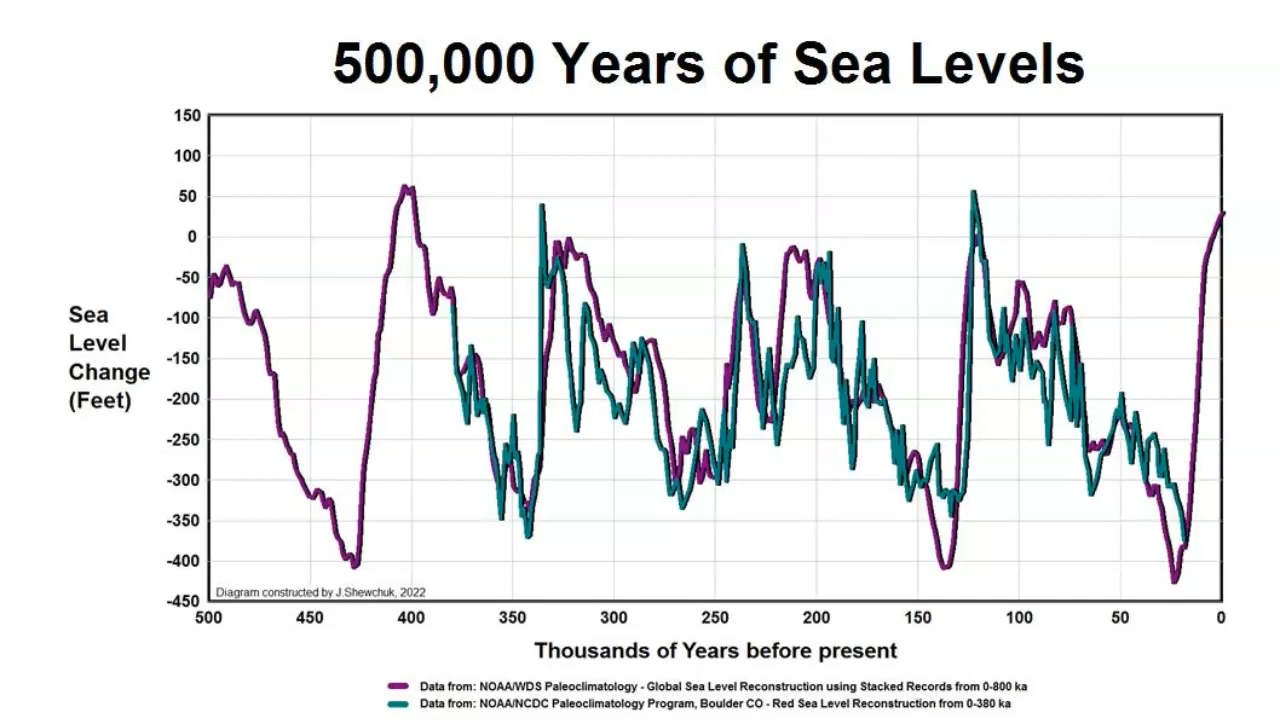 500,000 Years of Sea Levels
150
100
50
0
-50
-100
-150
-200
-250
-300
-350
-400
-450
Sea
Level
Change
(Feet)
Diagram constructed by J.Shewchuk, 2022
500 450 400 350 300 250 200 150 100 50 0
Thousands of Years before present
Data from: NOAA/WDS Paleoclimatology - Global Sea Level Reconstruction using Stacked Records from 0-800 ka
Data from: NOAA/NCDC Paleoclimatology Program, Boulder CO - Red Sea Level Reconstruction from 0-380 ka